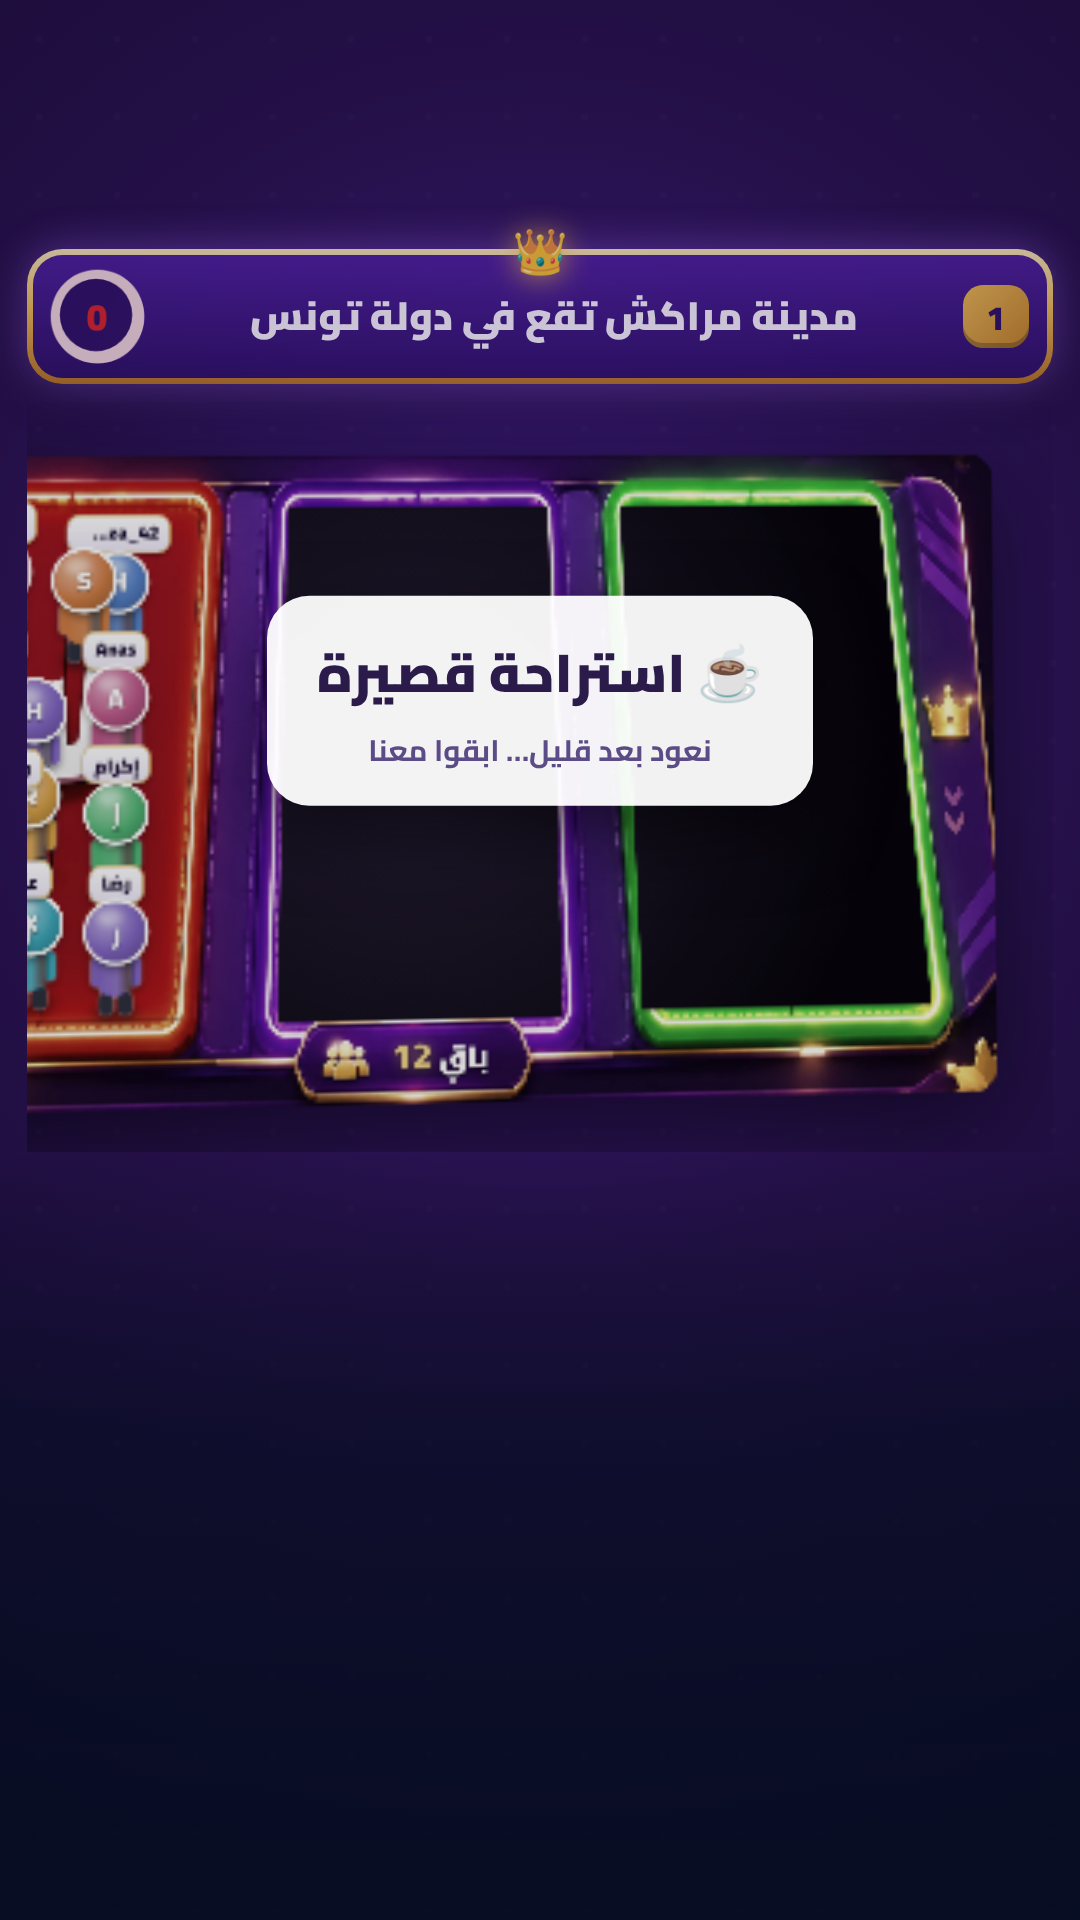 1
مدينة مراكش تقع في دولة تونس
0
...ea_42
S
H
Anas
A
H
إكرام
إ
رضا
ر
☕ استراحة قصيرة
نعود بعد قليل... ابقوا معنا
باقٍ 12